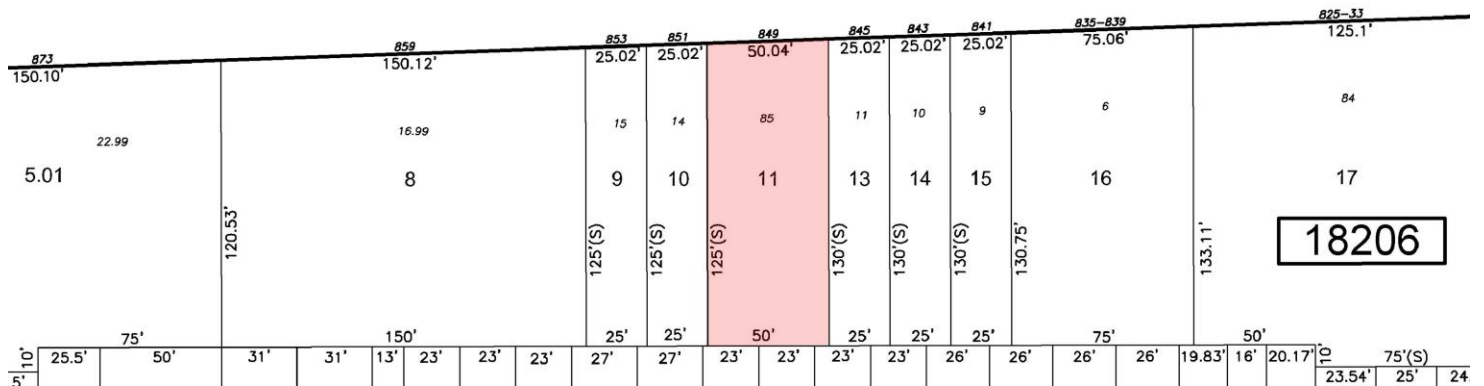 873 859 853 851 849 845 843 841 835-839 825-33
150.10' 150.12' 25.02' 25.02' 50.04' 25.02' 25.02' 25.02' 75.06' 125.1'
22.99 16.99 15 14 85 11 10 9 6 84
5.01 8 9 10 11 13 14 15 16 17
120.53' 125'(S) 125'(S) 125'(S) 130'(S) 130'(S) 130'(S) 130.75' 133.11'
18206
75' 150' 25' 25' 50' 25' 25' 25' 75' 50'
10' 25.5' 50' 31' 31' 13' 23' 23' 23' 27' 27' 23' 23' 23' 23' 26' 26' 26' 26' 19.83' 16' 20.17' 10' 75'(S)
5' 23.54' 25' 24